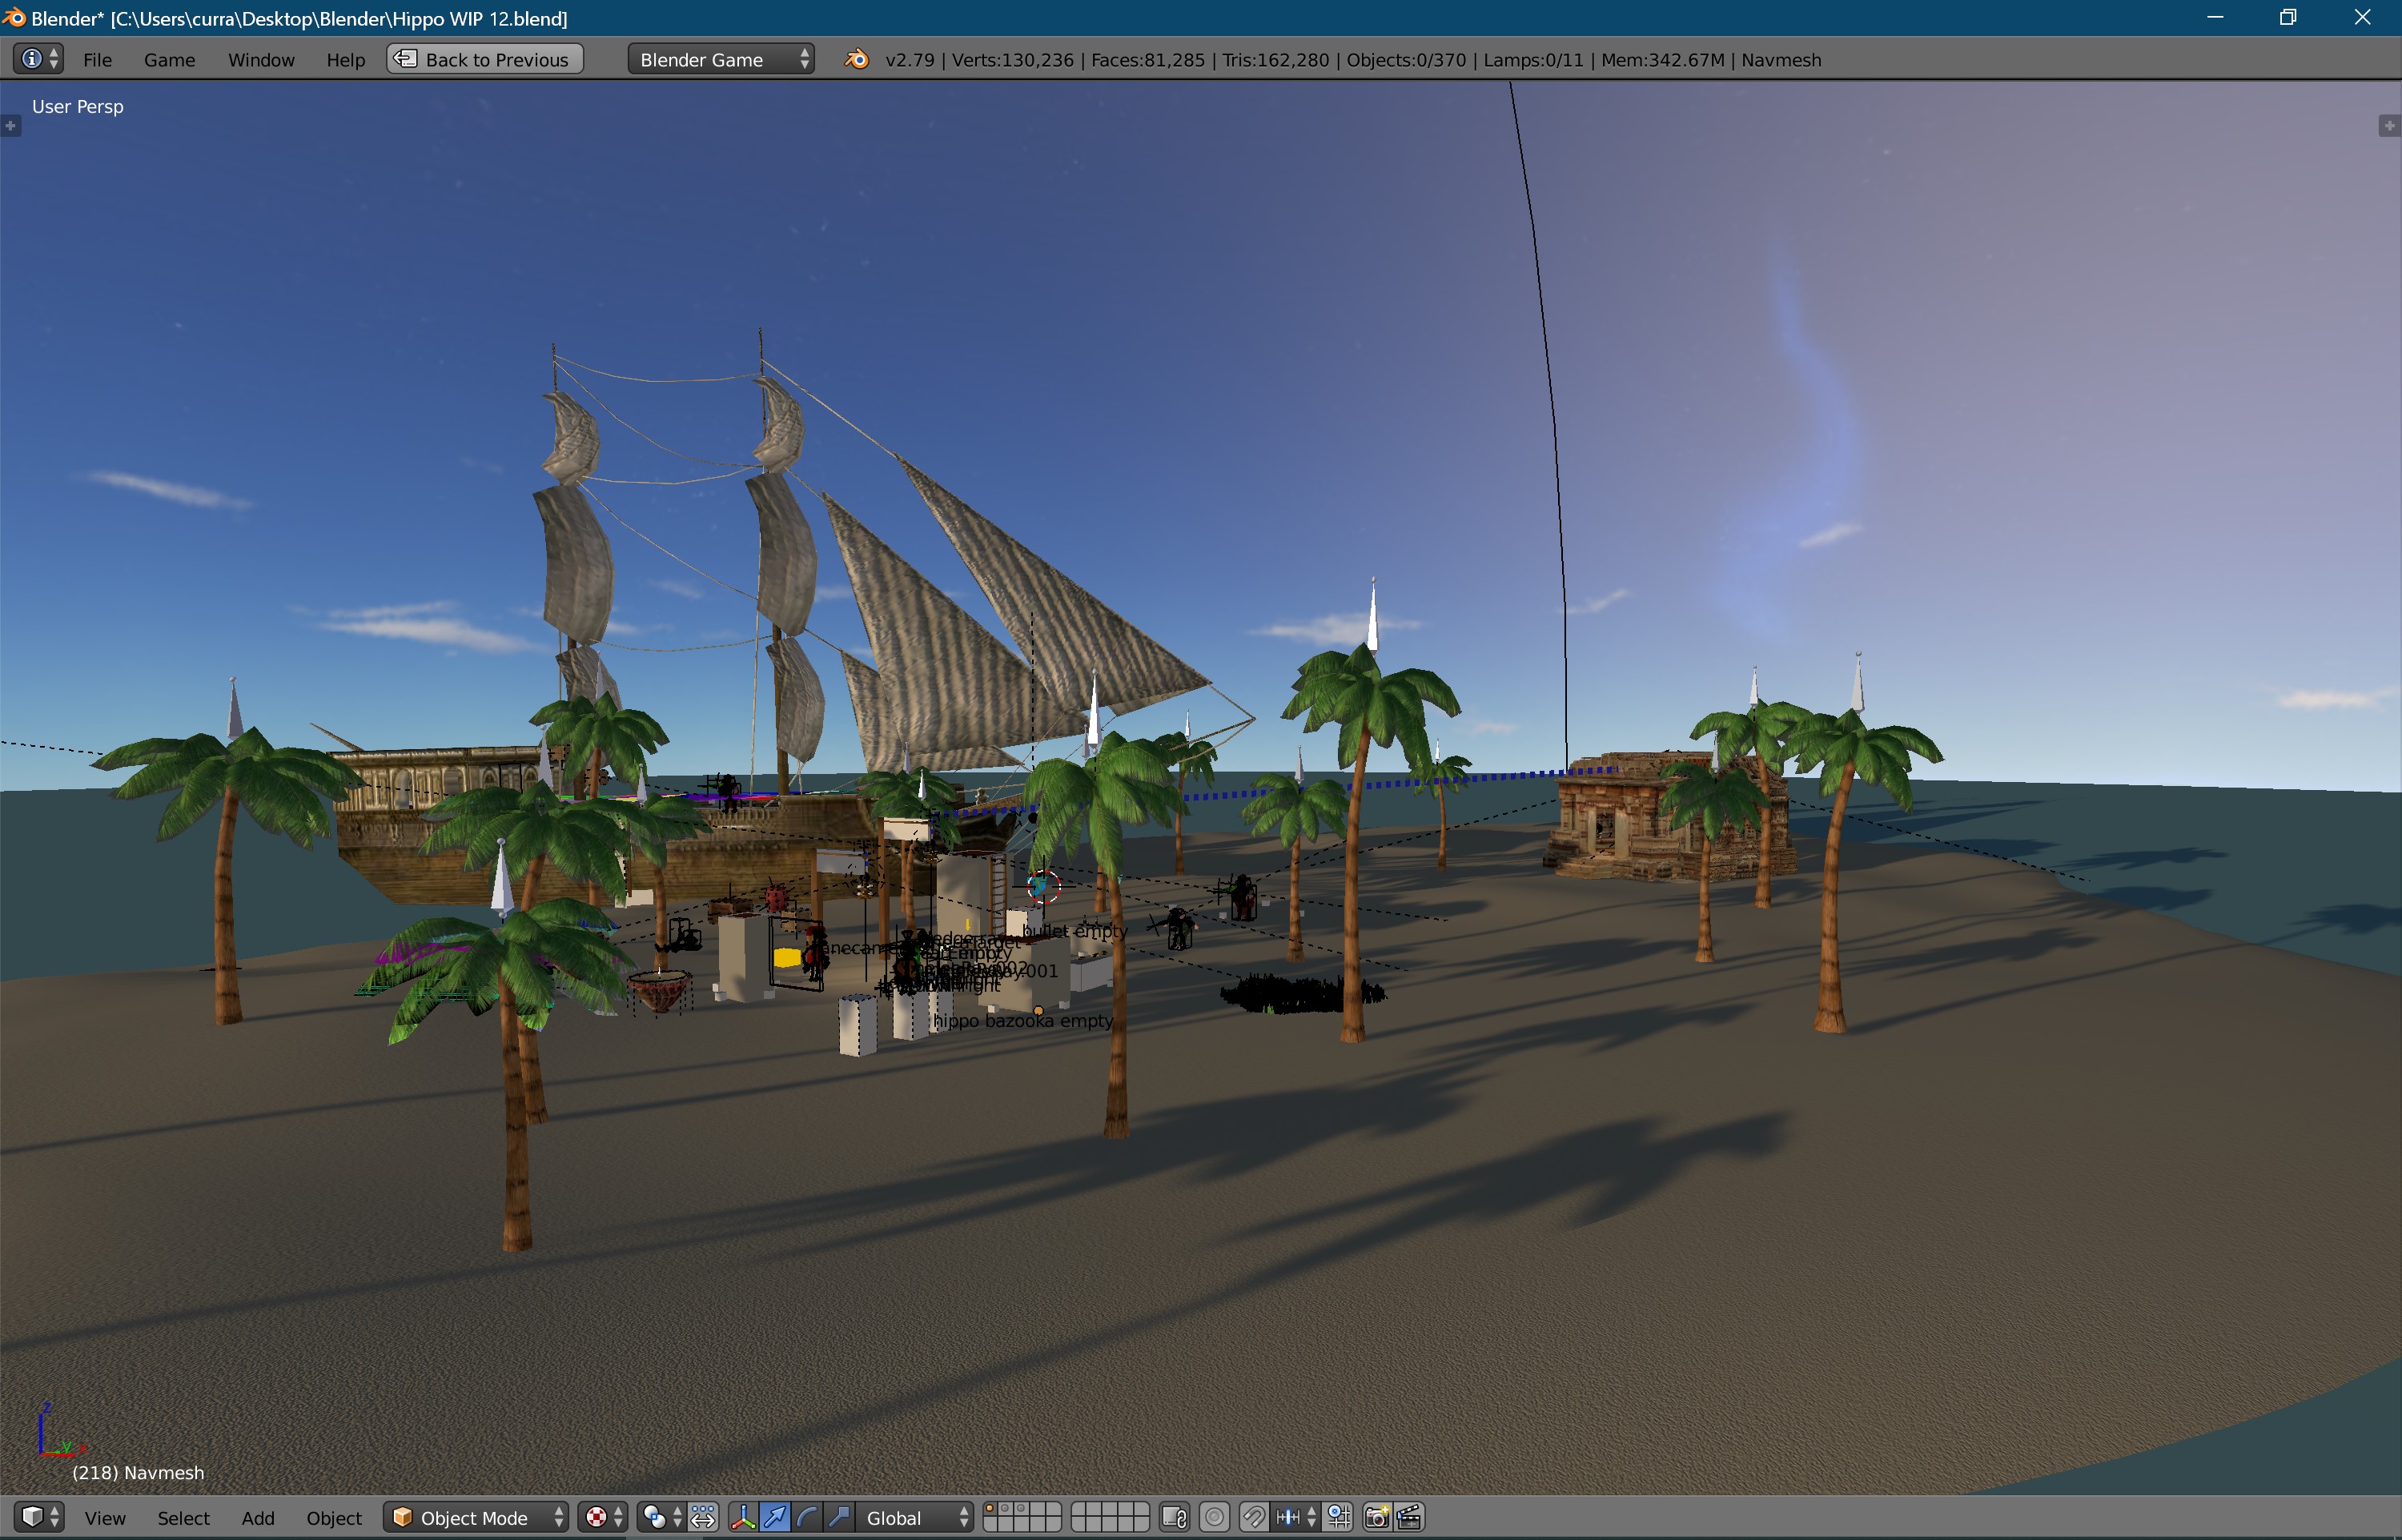 Blender* [C:\Users\curra\Desktop\Blender\Hippo WIP 12.blend]
File Game Window Help Back to Previous Blender Game v2.79 | Verts:130,236 | Faces:81,285 | Tris:162,280 | Objects:0/370 | Lamps:0/11 | Mem:342.67M | Navmesh
User Persp
bullet empty
hippo bazooka empty
Z
Y X
(218) Navmesh
View Select Add Object Object Mode Global